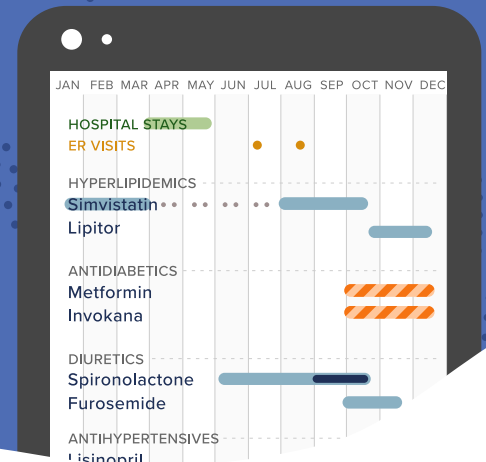 JAN FEB MAR APR MAY JUN JUL AUG SEP OCT NOV DEC
HOSPITAL STAYS
ER VISITS
HYPERLIPIDEMICS
Simvistatin
Lipitor
ANTIDIABETICS
Metformin
Invokana
DIURETICS
Spironolactone
Furosemide
ANTIHYPERTENSIVES
Lisinopril